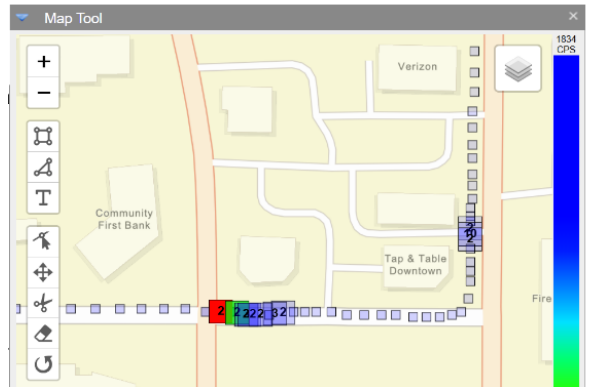 Map Tool
1834
CPS
+
−
T
Verizon
Community
First Bank
Tap & Table
Downtown
Fire
2
2
2
2
2
2
2
3
2